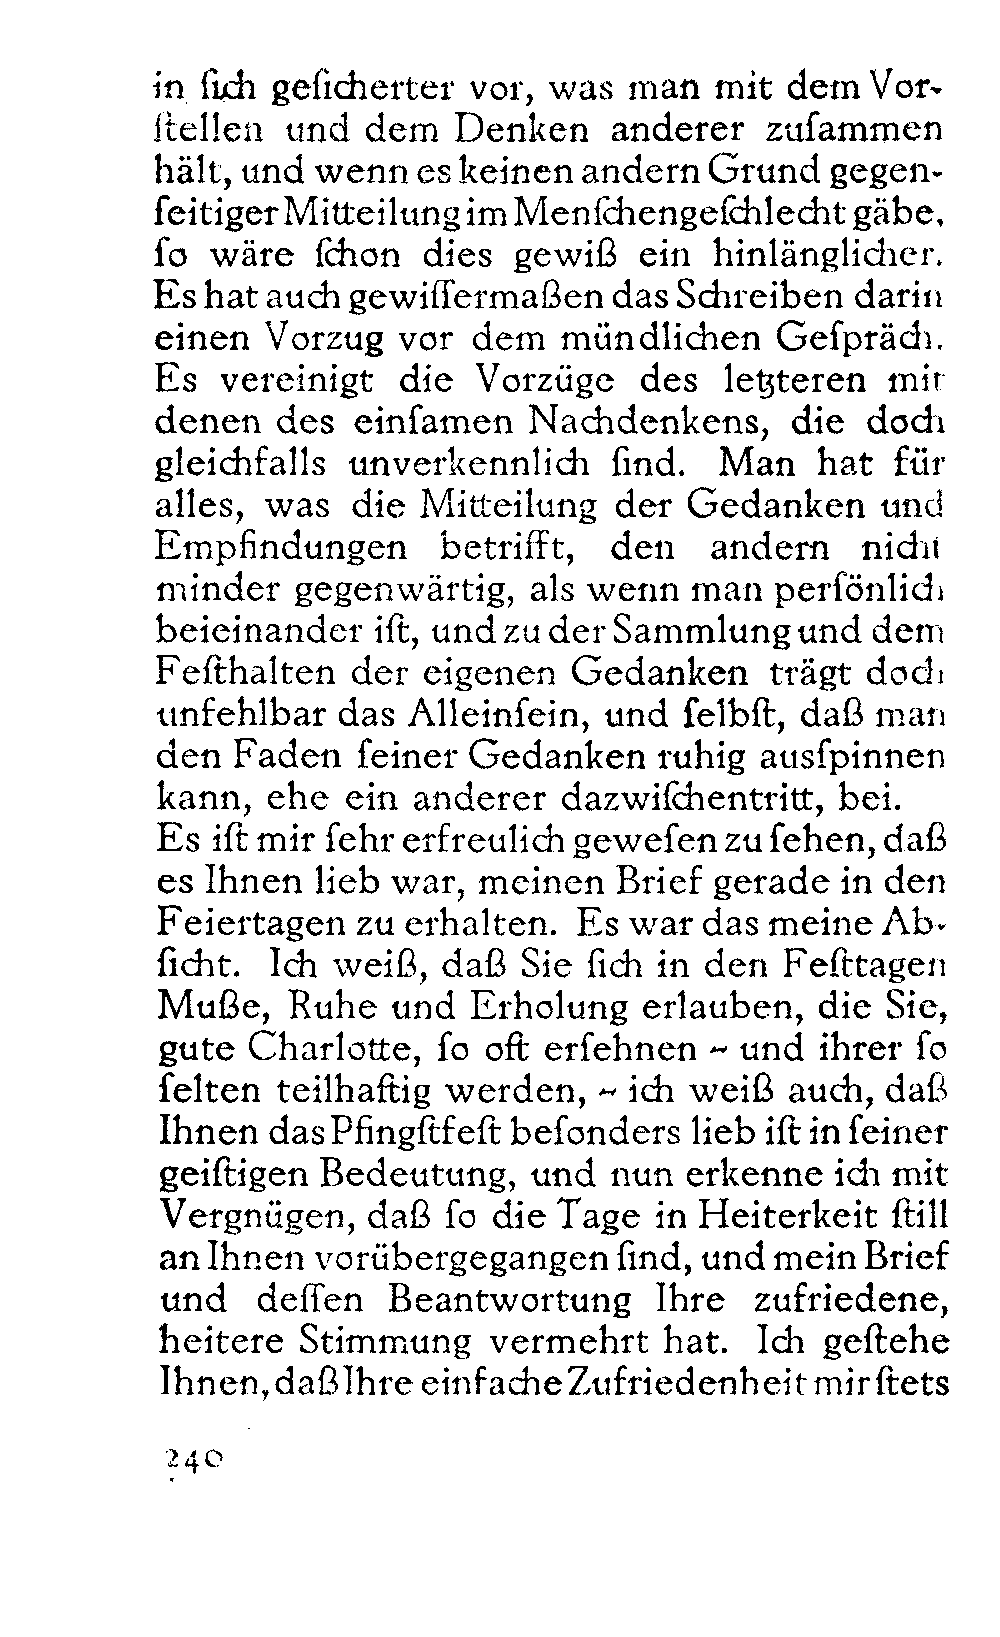 in ſich geſicherter vor, was man mit dem Vor-
ſtellen und dem Denken anderer zuſammen
hält, und wenn es keinen andern Grund gegen-
ſeitiger Mitteilung im Menſchengeſchlecht gäbe,
ſo wäre ſchon dies gewiß ein hinlänglicher.
Es hat auch gewiſſermaßen das Schreiben darin
einen Vorzug vor dem mündlichen Geſpräch.
Es vereinigt die Vorzüge des letzteren mit
denen des einſamen Nachdenkens, die doch
gleichfalls unverkennlich ſind. Man hat für
alles, was die Mitteilung der Gedanken und
Empfindungen betrifft, den andern nicht
minder gegenwärtig, als wenn man perſönlich
beieinander iſt, und zu der Sammlung und dem
Feſthalten der eigenen Gedanken trägt doch
unfehlbar das Alleinſein, und ſelbſt, daß man
den Faden ſeiner Gedanken ruhig ausſpinnen
kann, ehe ein anderer dazwiſchentritt, bei.
Es iſt mir ſehr erfreulich geweſen zu ſehen, daß
es Ihnen lieb war, meinen Brief gerade in den
Feiertagen zu erhalten. Es war das meine Ab-
ſicht. Ich weiß, daß Sie ſich in den Feſttagen
Muße, Ruhe und Erholung erlauben, die Sie,
gute Charlotte, ſo oft erſehnen ~ und ihrer ſo
ſelten teilhaftig werden, ~ ich weiß auch, daß
Ihnen das Pfingſtfeſt beſonders lieb iſt in ſeiner
geiſtigen Bedeutung, und nun erkenne ich mit
Vergnügen, daß ſo die Tage in Heiterkeit ſtill
an Ihnen vorübergegangen ſind, und mein Brief
und deſſen Beantwortung Ihre zufriedene,
heitere Stimmung vermehrt hat. Ich geſtehe
Ihnen, daß Ihre einfache Zufriedenheit mir ſtets
240